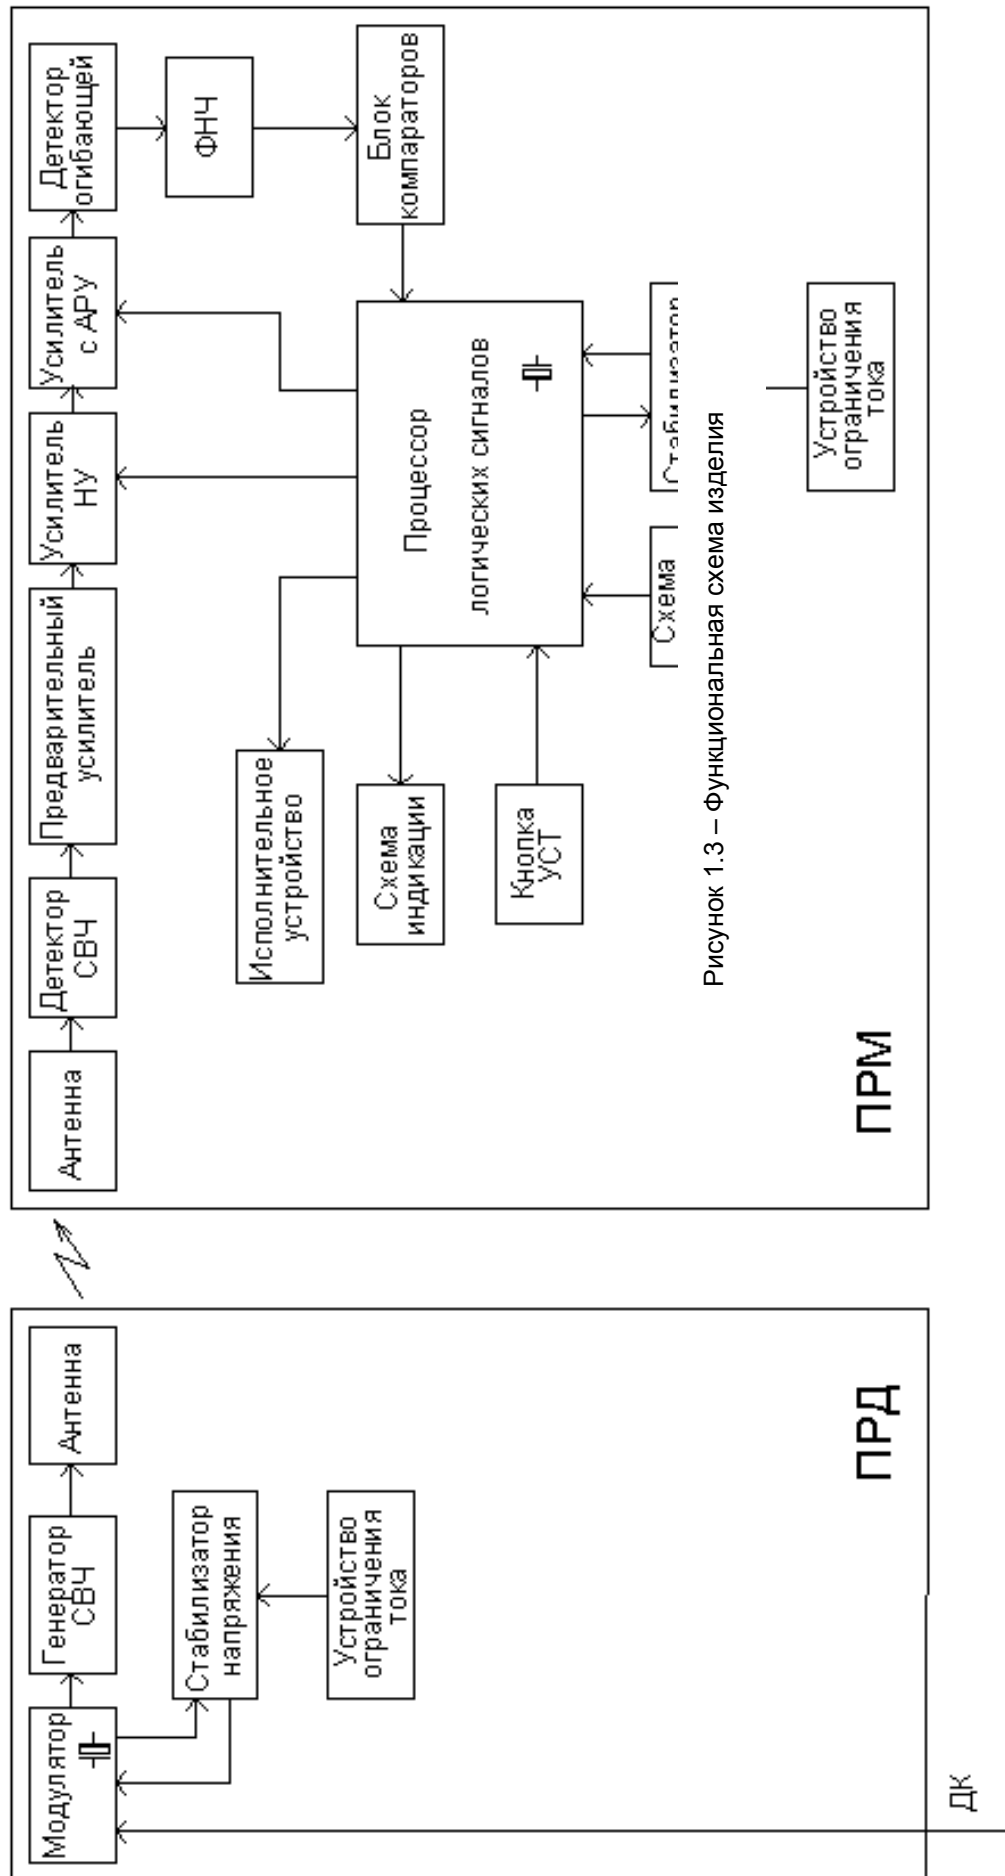 Модулятор
Генератор
СВЧ
Антенна
Стабилизатор
напряжения
Устройство
ограничения
тока
ПРД
ДК
Антенна
Детектор
СВЧ
Предварительный
усилитель
Усилитель
НУ
Усилитель
с АРУ
Детектор
огибающей
ФНЧ
Блок
компараторов
Процессор
логических сигналов
Исполнительное
устройство
Схема
индикации
Кнопка
УСТ
Схема
Стабилизатор
Устройство
ограничения
тока
ПРМ
Рисунок 1.3 – Функциональная схема изделия